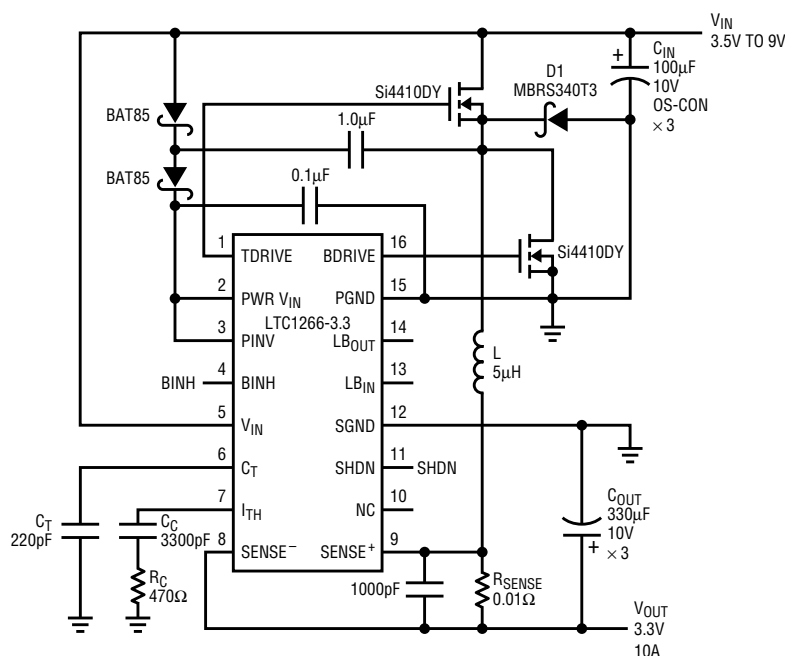 VIN
3.5V TO 9V
CIN
100µF
10V
OS-CON
× 3
D1
MBRS340T3
Si4410DY
BAT85
1.0µF
BAT85
0.1µF
Si4410DY
1 TDRIVE BDRIVE 16
2 PWR VIN PGND 15
LTC1266-3.3
3 PINV LBOUT 14
BINH 4 BINH LBIN 13
5 VIN SGND 12
6 CT SHDN 11 SHDN
7 ITH NC 10
8 SENSE– SENSE+ 9
L
5µH
CT
220pF
CC
3300pF
RC
470Ω
1000pF
RSENSE
0.01Ω
COUT
330µF
10V
× 3
VOUT
3.3V
10A
+
+